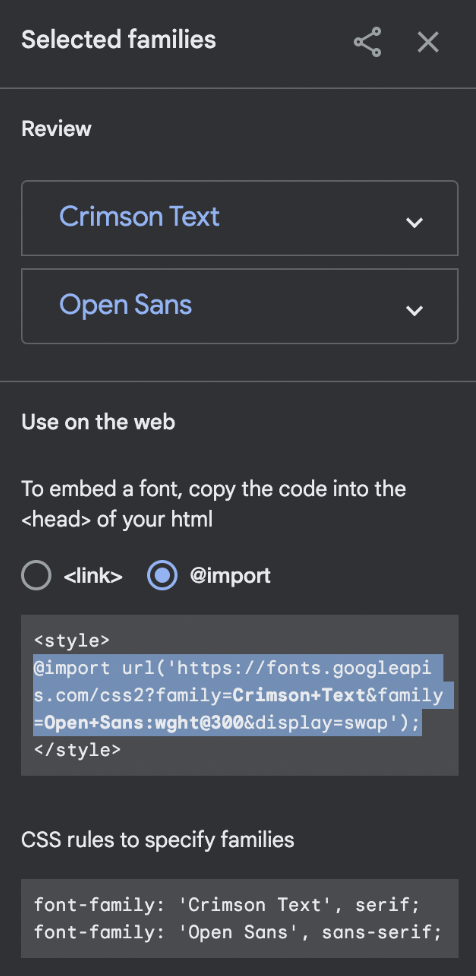 Selected families
Review
Crimson Text
Open Sans
Use on the web
To embed a font, copy the code into the
<head> of your html
<link> @import
<style>
@import url('https://fonts.googleapi
s.com/css2?family=Crimson+Text&family
=Open+Sans:wght@300&display=swap');
</style>
CSS rules to specify families
font-family: 'Crimson Text', serif;
font-family: 'Open Sans', sans-serif;